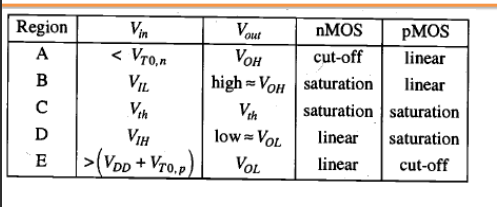 Region V_in V_out nMOS pMOS
A < V_T0,n V_OH cut-off linear
B V_IL high ≈ V_OH saturation linear
C V_th V_th saturation saturation
D V_IH low ≈ V_OL linear saturation
E >(V_DD + V_T0,p) V_OL linear cut-off